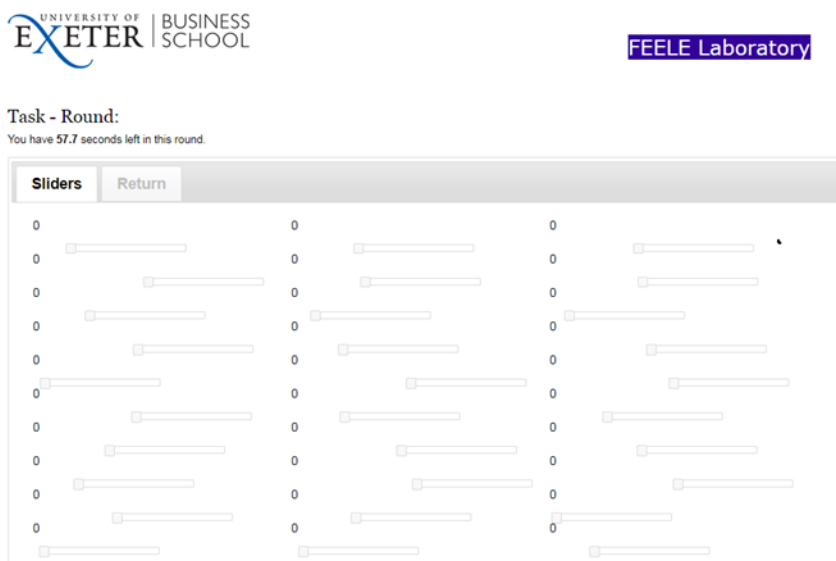 UNIVERSITY OF
EXETER
BUSINESS
SCHOOL
FEELE Laboratory
Task - Round:
You have 57.7 seconds left in this round.
Sliders Return
0 0 0
0 0 0
0 0 0
0 0 0
0 0 0
0 0 0
0 0 0
0 0 0
0 0 0
0 0 0